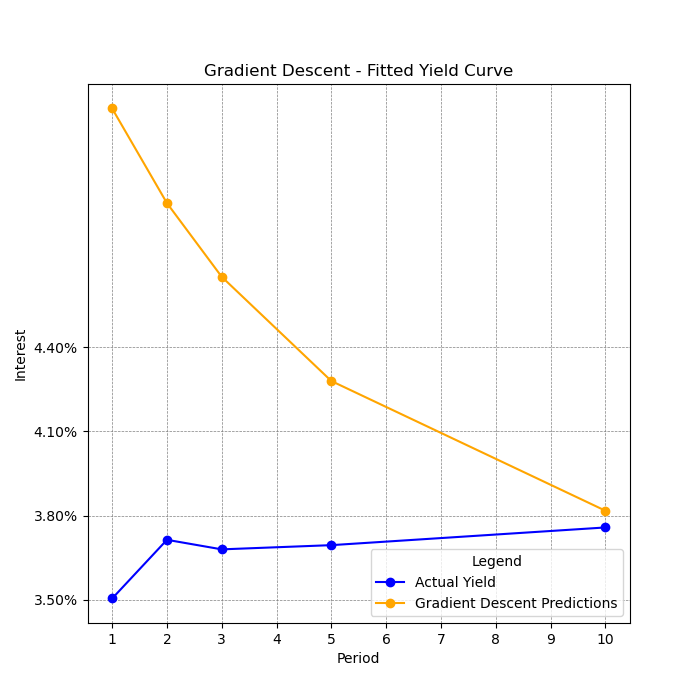 Gradient Descent - Fitted Yield Curve
Interest
4.40%
4.10%
3.80%
3.50%
Legend
Actual Yield
Gradient Descent Predictions
1 2 3 4 5 6 7 8 9 10
Period